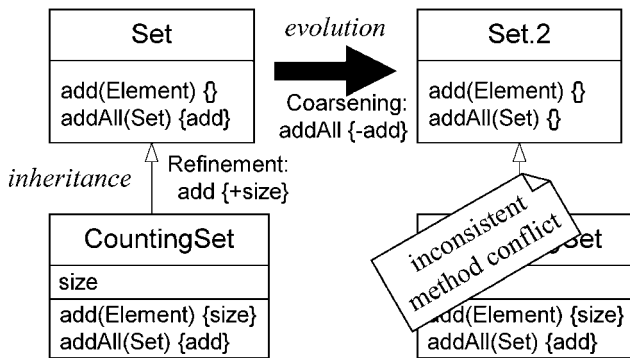 Set
add(Element) {}
addAll(Set) {add}
evolution
Coarsening:
addAll {-add}
Set.2
add(Element) {}
addAll(Set) {}
inheritance
Refinement:
add {+size}
CountingSet
size
add(Element) {size}
addAll(Set) {add}
inconsistent
method conflict
add(Element) {size}
addAll(Set) {add}